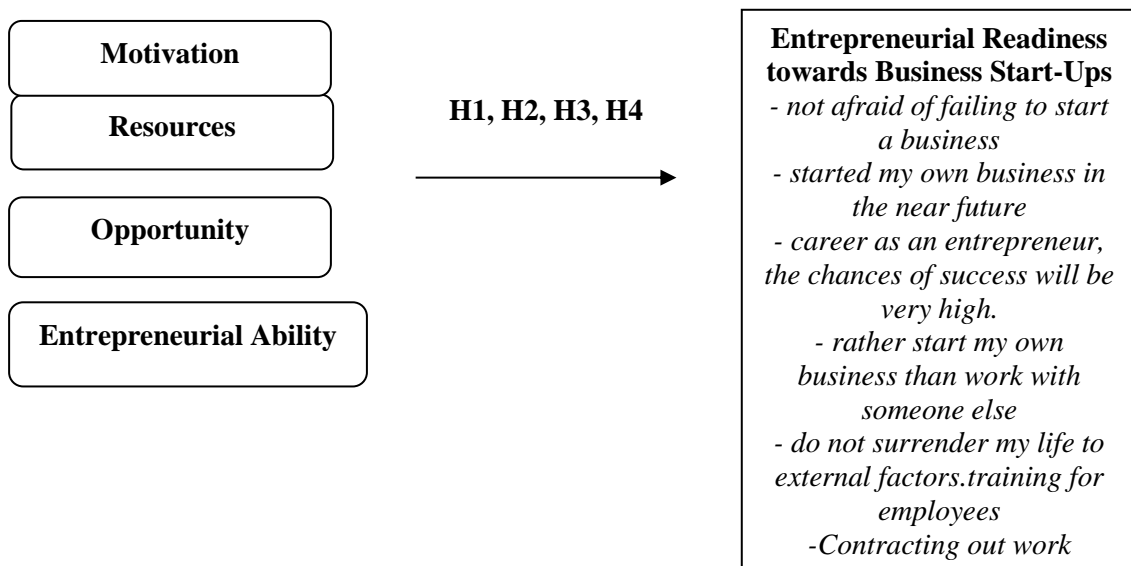 Motivation
Resources
Opportunity
Entrepreneurial Ability
H1, H2, H3, H4
Entrepreneurial Readiness
towards Business Start-Ups
- not afraid of failing to start
a business
- started my own business in
the near future
- career as an entrepreneur,
the chances of success will be
very high.
- rather start my own
business than work with
someone else
- do not surrender my life to
external factors.training for
employees
-Contracting out work